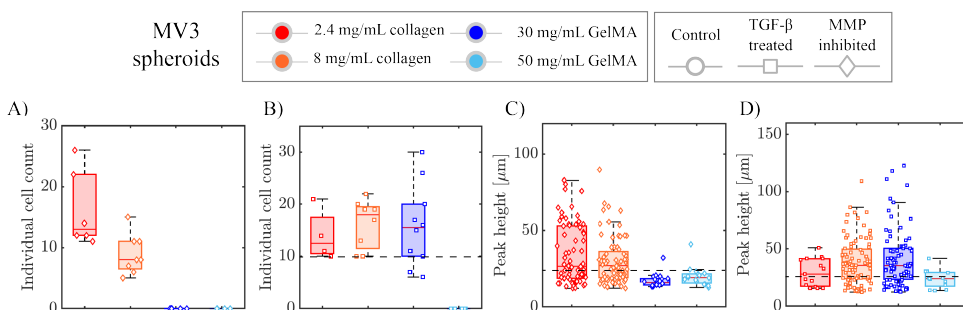 MV3
spheroids
2.4 mg/mL collagen
8 mg/mL collagen
30 mg/mL GelMA
50 mg/mL GelMA
Control
TGF-β
treated
MMP
inhibited
A)
Individual cell count
30
20
10
0
B)
Individual cell count
30
20
10
0
C)
Peak height [μm]
100
50
0
D)
Peak height [μm]
150
100
50
0